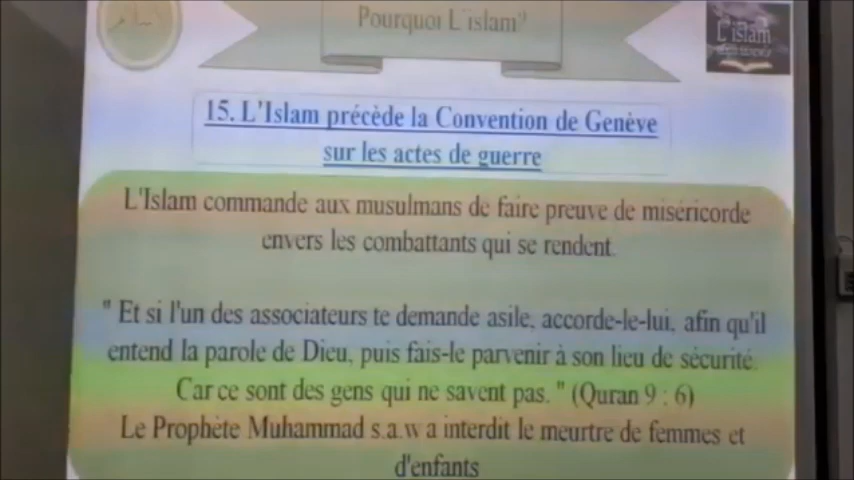 Pourquoi L'islam?
L'islam
15. L'Islam précède la Convention de Genève
sur les actes de guerre
L'Islam commande aux musulmans de faire preuve de miséricorde
envers les combattants qui se rendent.
" Et si l'un des associateurs te demande asile, accorde-le-lui, afin qu'il
entend la parole de Dieu, puis fais-le parvenir à son lieu de sécurité.
Car ce sont des gens qui ne savent pas. " (Quran 9 : 6)
Le Prophète Muhammad s.a.w a interdit le meurtre de femmes et
d'enfants